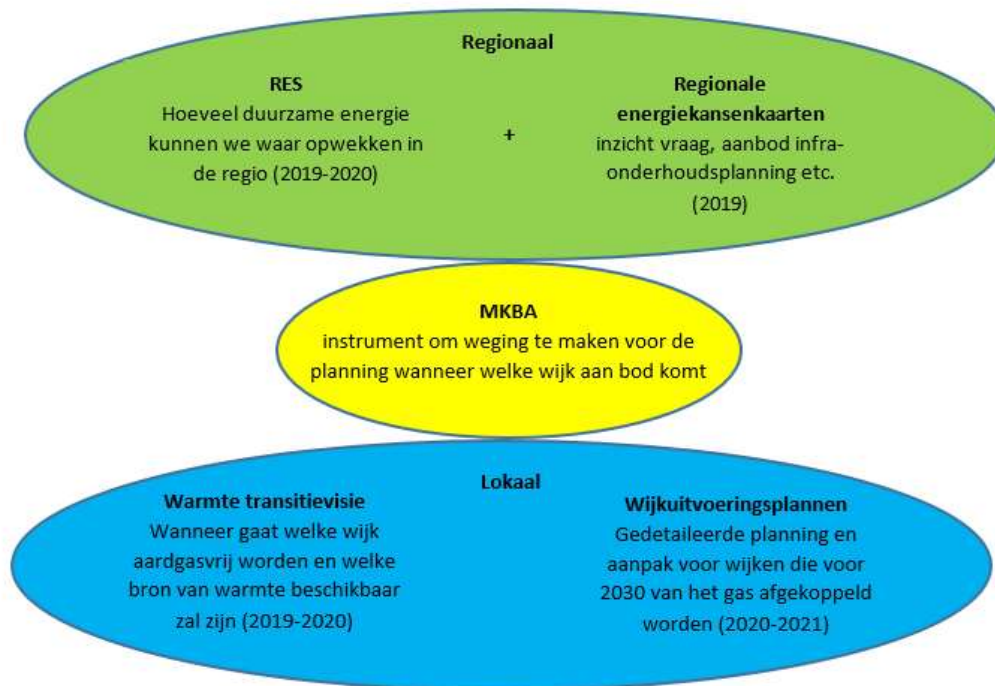 Regionaal
RES
Hoeveel duurzame energie
kunnen we waar opwekken in
de regio (2019-2020)
+
Regionale
energiekansenkaarten
inzicht vraag, aanbod infra-
onderhoudsplanning etc.
(2019)
MKBA
instrument om weging te maken voor de
planning wanneer welke wijk aan bod komt
Lokaal
Warmte transitievisie
Wanneer gaat welke wijk
aardgasvrij worden en welke
bron van warmte beschikbaar
zal zijn (2019-2020)
Wijkuitvoeringsplannen
Gedetaileerde planning en
aanpak voor wijken die voor
2030 van het gas afgekoppeld
worden (2020-2021)